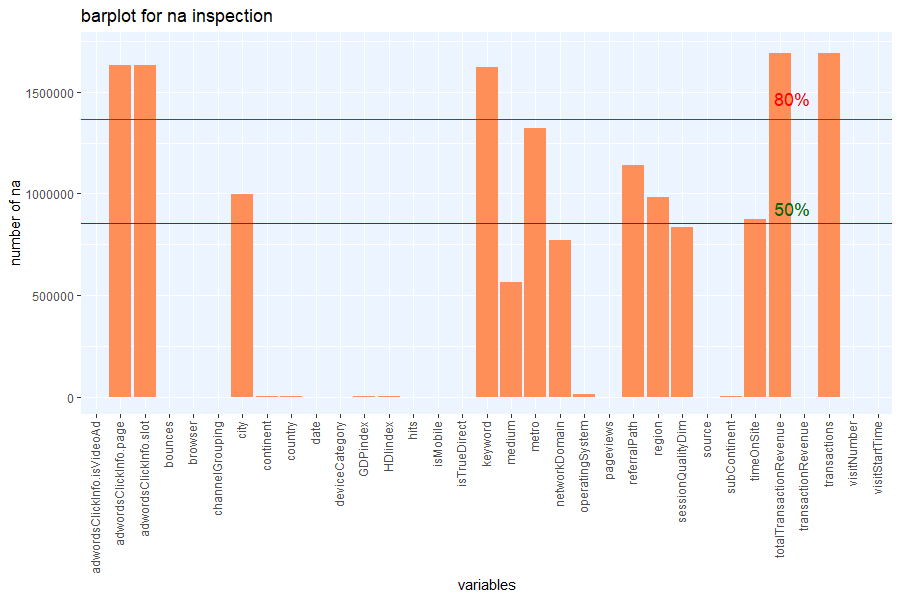 barplot for na inspection
number of na
1500000
1000000
500000
0
80%
50%
adwordsClickInfo.isVideoAd
adwordsClickInfo.page
adwordsClickInfo.slot
bounces
browser
channelGrouping
city
continent
country
date
deviceCategory
GDPindex
HDIindex
hits
isMobile
isTrueDirect
keyword
medium
metro
networkDomain
operatingSystem
pageviews
referralPath
region
sessionQualityDim
source
subContinent
timeOnSite
totalTransactionRevenue
transactionRevenue
transactions
visitNumber
visitStartTime
variables